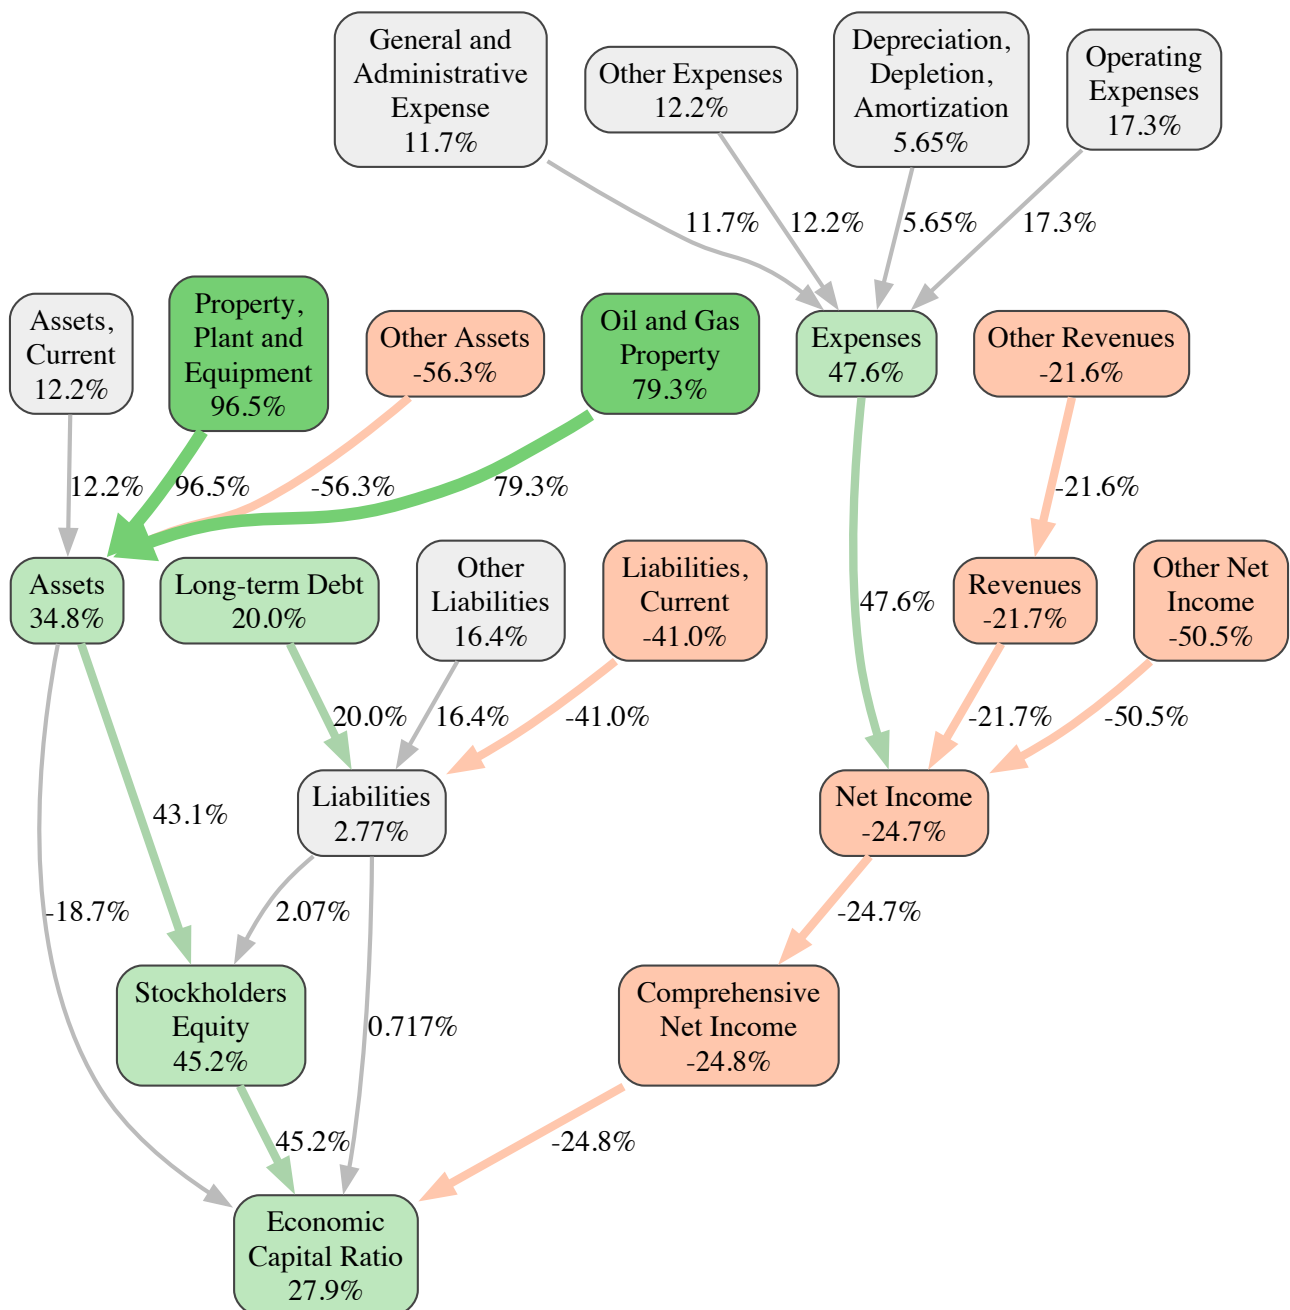 General and
Administrative
Expense
11.7%
Other Expenses
12.2%
Depreciation,
Depletion,
Amortization
5.65%
Operating
Expenses
17.3%
11.7%
12.2%
5.65%
17.3%
Assets,
Current
12.2%
Property,
Plant and
Equipment
96.5%
Other Assets
-56.3%
Oil and Gas
Property
79.3%
Expenses
47.6%
Other Revenues
-21.6%
12.2%
96.5%
-56.3%
79.3%
-21.6%
Assets
34.8%
Long-term Debt
20.0%
Other
Liabilities
16.4%
Liabilities,
Current
-41.0%
47.6%
Revenues
-21.7%
Other Net
Income
-50.5%
20.0%
16.4%
-41.0%
-21.7%
-50.5%
43.1%
Liabilities
2.77%
Net Income
-24.7%
-18.7%
2.07%
-24.7%
Stockholders
Equity
45.2%
0.717%
Comprehensive
Net Income
-24.8%
45.2%
-24.8%
Economic
Capital Ratio
27.9%